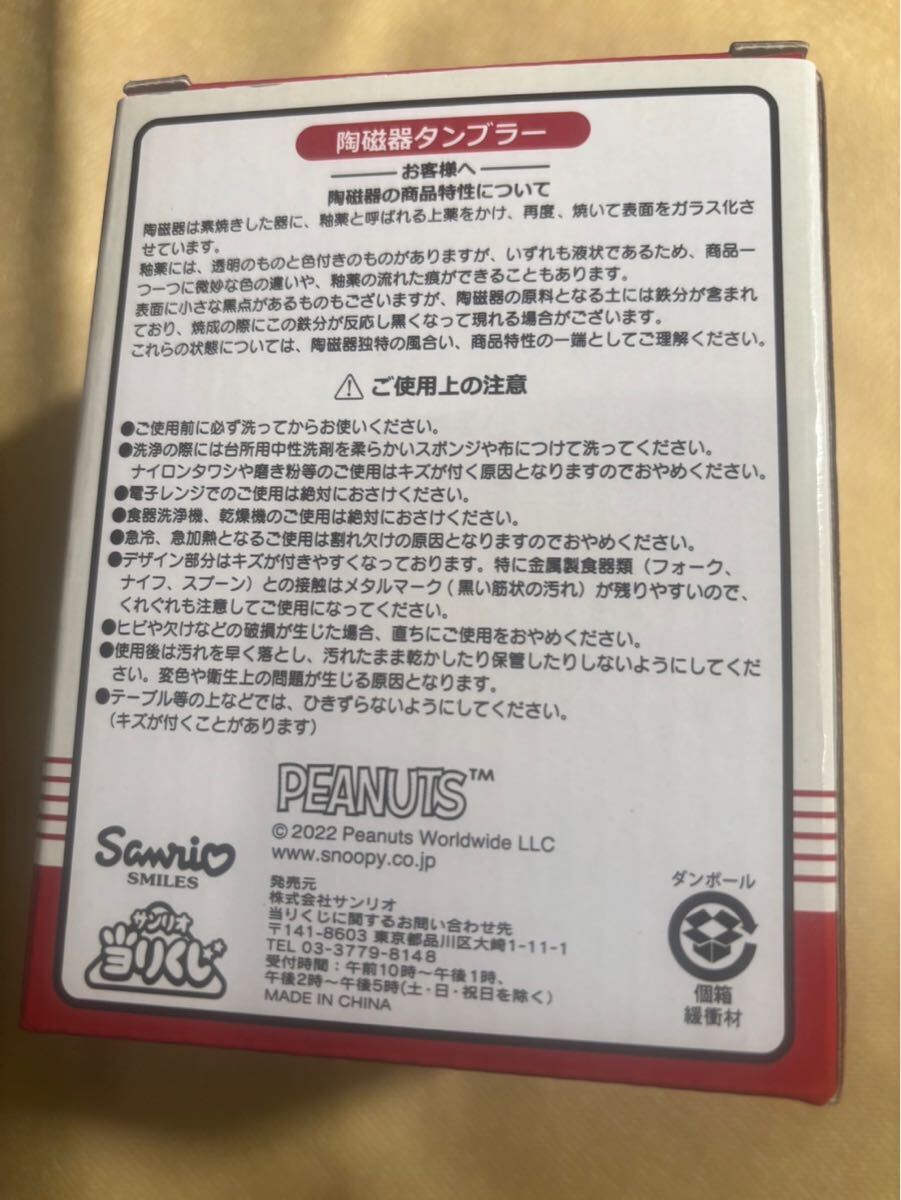 陶磁器タンブラー
お客様へ
陶磁器の商品特性について
陶磁器は素焼きした器に、釉薬と呼ばれる上薬をかけ、再度、焼いて表面をガラス化さ
せています。
釉薬には、透明のものと色付きのものがありますが、いずれも液状であるため、商品一
つ一つに微妙な色の違いや、釉薬の流れた痕ができることもあります。
表面に小さな黒点があるものもございますが、陶磁器の原料となる土には鉄分が含まれ
ており、焼成の際にこの鉄分が反応し黒くなって現れる場合がございます。
これらの状態については、陶磁器独特の風合い、商品特性の一端としてご理解ください。
⚠ご使用上の注意
●ご使用前に必ず洗ってからお使いください。
●洗浄の際には台所用中性洗剤を柔らかいスポンジや布につけて洗ってください。
ナイロンタワシや磨き粉等のご使用はキズが付く原因となりますのでおやめください。
●電子レンジでのご使用は絶対におさけください。
●食器洗浄機、乾燥機のご使用は絶対におさけください。
●急冷、急加熱となるご使用は割れ欠けの原因となりますのでおやめください。
●デザイン部分はキズが付きやすくなっております。特に金属製食器類(フォーク、
ナイフ、スプーン)との接触はメタルマーク(黒い筋状の汚れ)が残りやすいので、
くれぐれも注意してご使用になってください。
●ヒビや欠けなどの破損が生じた場合、直ちにご使用をおやめください。
●使用後は汚れを早く落とし、汚れたまま乾かしたり保管したりしないようにしてくだ
さい。変色や衛生上の問題が生じる原因となります。
●テーブル等の上などでは、ひきずらないようにしてください。
(キズが付くことがあります)
PEANUTS™
© 2022 Peanuts Worldwide LLC
www.snoopy.co.jp
Sanrio
SMILES
サンリオ
当りくじ
発売元
株式会社サンリオ
当りくじに関するお問い合わせ先
〒141-8603 東京都品川区大崎1-11-1
TEL 03-3779-8148
受付時間:午前10時~午後1時、
午後2時~午後5時(土・日・祝日を除く)
MADE IN CHINA
ダンボール
個箱
緩衝材